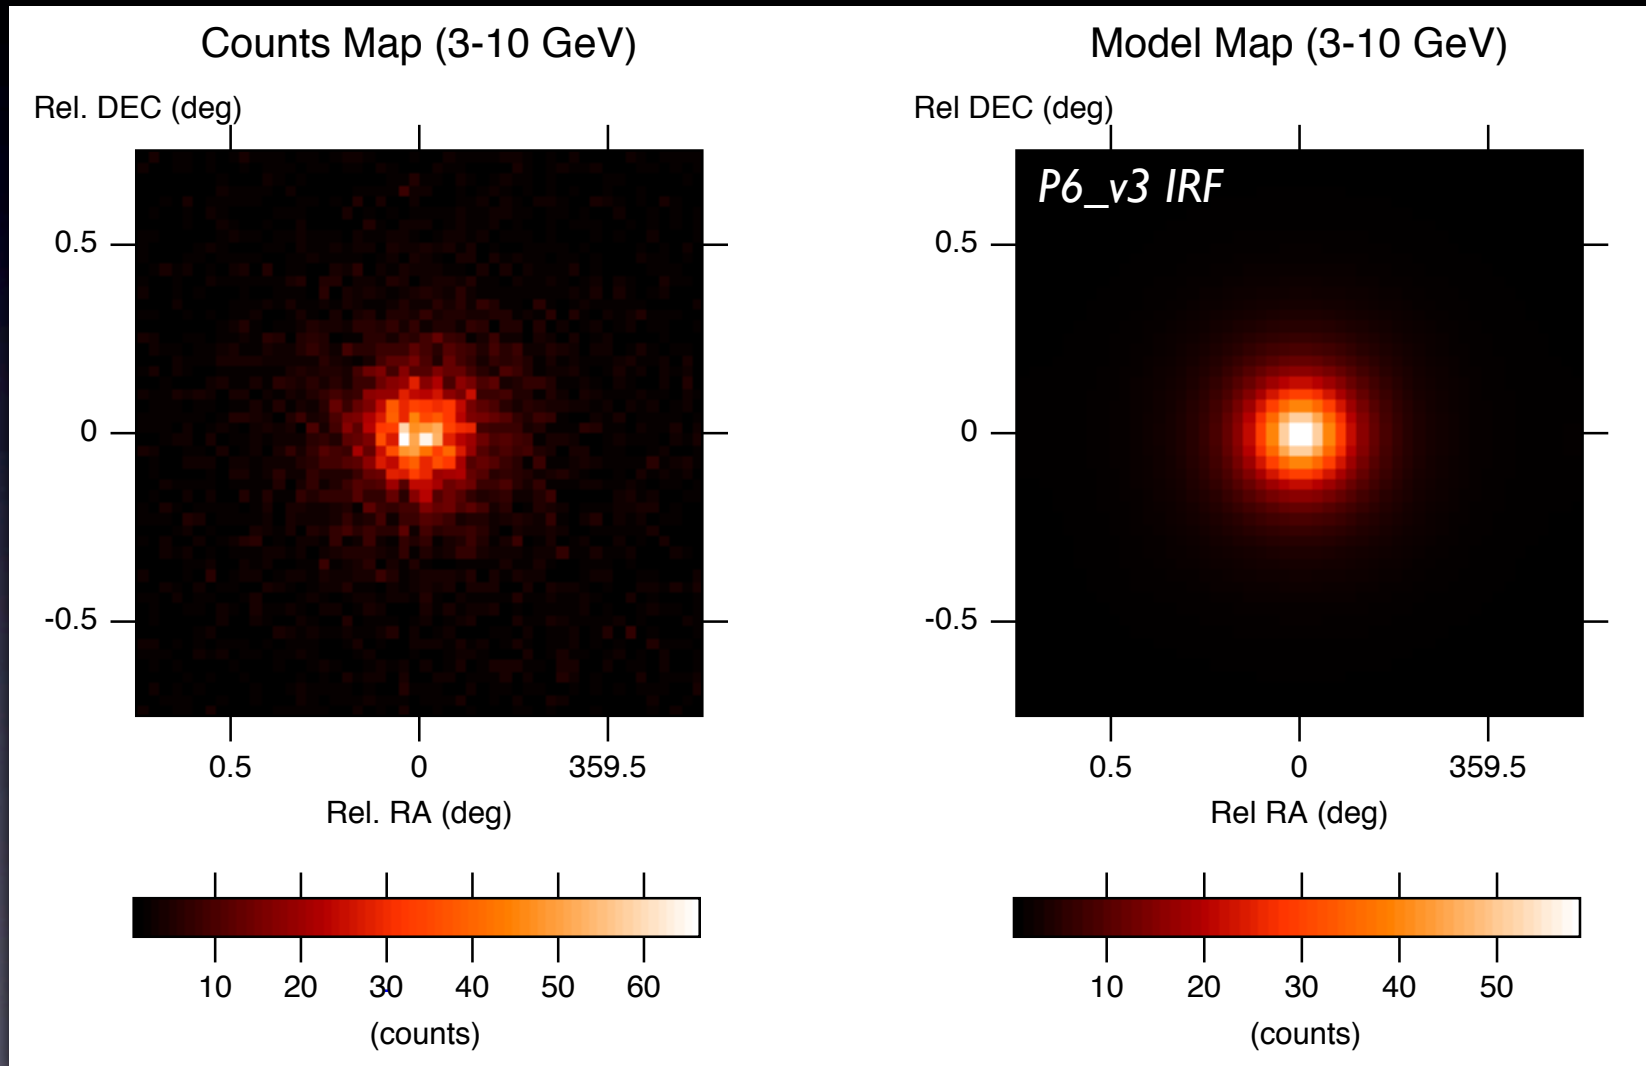 Counts Map (3-10 GeV)
Rel. DEC (deg)
0.5
0
-0.5
0.5 0 359.5
Rel. RA (deg)
10 20 30 40 50 60
(counts)
Model Map (3-10 GeV)
Rel DEC (deg)
P6_v3 IRF
0.5
0
-0.5
0.5 0 359.5
Rel RA (deg)
10 20 30 40 50
(counts)